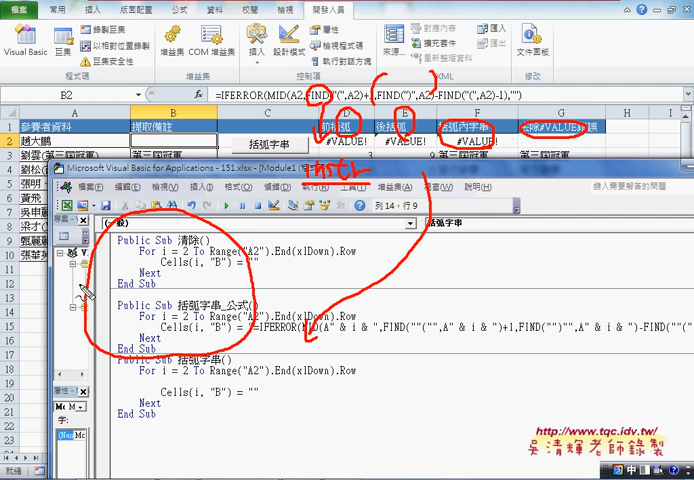 檔案 常用 插入 版面配置 公式 資料 校閱 檢視 開發人員
Visual Basic 巨集 錄製巨集 以相對位置錄製 巨集安全性 增益集 COM 增益集 插入 設計模式 屬性 檢視程式碼 執行對話方塊 來源... 對應內容 擴充套件 重新整理資料 匯入 匯出 文件面板
程式碼 增益集 控制項 XML 修改
B2 =IFERROR(MID(A2,FIND("(",A2)+1,FIND(")",A2)-FIND("(",A2)-1),"")
A B C D E F G
1 參賽者資料 提取備註 前括弧 後括弧 括弧內字串 去除#VALUE錯誤
2 趙大鵬 括弧字串 #VALUE! #VALUE! #VALUE!
instr
Microsoft Visual Basic for Applications - 151.xlsx - [Module1 (程式碼)]
檔案(F) 編輯(E) 檢視(V) 插入(I) 格式(O) 偵錯(D) 執行(R) 工具(T) 增益集(A) 視窗(W) 說明(H) 鍵入需要解答的問題
列 14，行 9
(一般) 括弧字串
Public Sub 清除()
For i = 2 To Range("A2").End(xlDown).Row
Cells(i, "B") = ""
Next
End Sub
Public Sub 括弧字串_公式()
For i = 2 To Range("A2").End(xlDown).Row
Cells(i, "B") = "=IFERROR(MID(A" & i & ",FIND(""("",A" & i & ")+1,FIND("")"",A" & i & ")-FIND(""("
Next
End Sub
Public Sub 括弧字串()
For i = 2 To Range("A2").End(xlDown).Row
Cells(i, "B") = ""
Next
End Sub
http://www.tqc.idv.tw/
吳清輝老師錄製
就緒